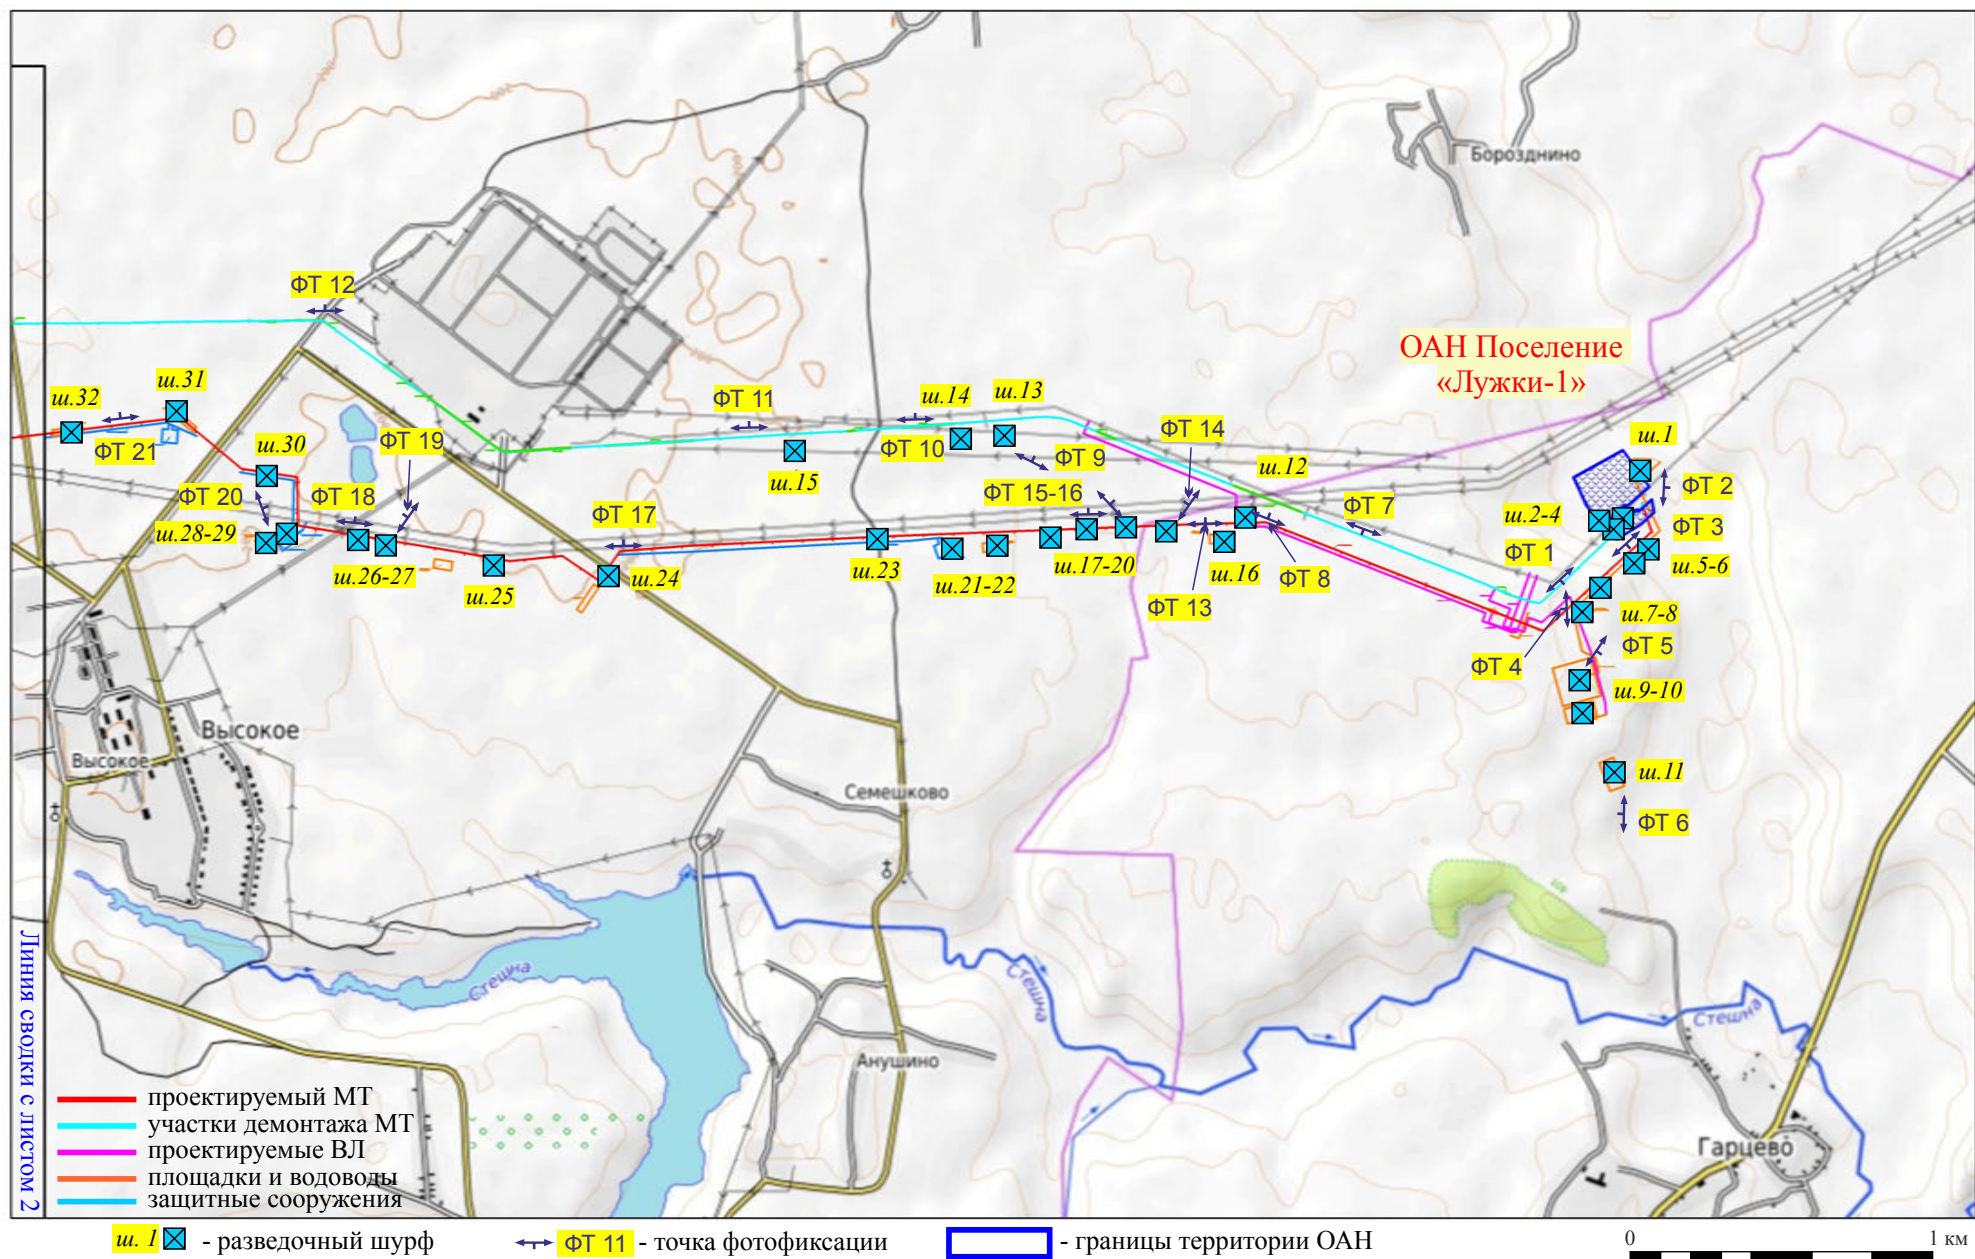 Борозднино
ФТ 12
ОАН Поселение
«Лужки-1»
ш.31
ш.32
ФТ 21
ш.30
ФТ 19
ФТ 11
ш.14
ш.13
ФТ 10
ФТ 9
ш.15
ФТ 14
ш.12
ш.1
ФТ 2
ФТ 20
ФТ 18
ФТ 17
ФТ 15-16
ФТ 7
ш.2-4
ФТ 3
ш.28-29
ш.26-27
ш.25
ш.24
ш.23
ш.21-22
ш.17-20
ш.16
ФТ 13
ФТ 8
ФТ 1
ш.5-6
ш.7-8
ФТ 4
ФТ 5
ш.9-10
ш.11
ФТ 6
Высокое
Высокое
Семешково
Стешна
Стешна
Стешна
Анушино
Гарцево
Линия сводки с листом 2
проектируемый МТ
участки демонтажа МТ
проектируемые ВЛ
площадки и водоводы
защитные сооружения
ш. 1 - разведочный шурф
ФТ 11 - точка фотофиксации
- границы территории ОАН
0 1 км